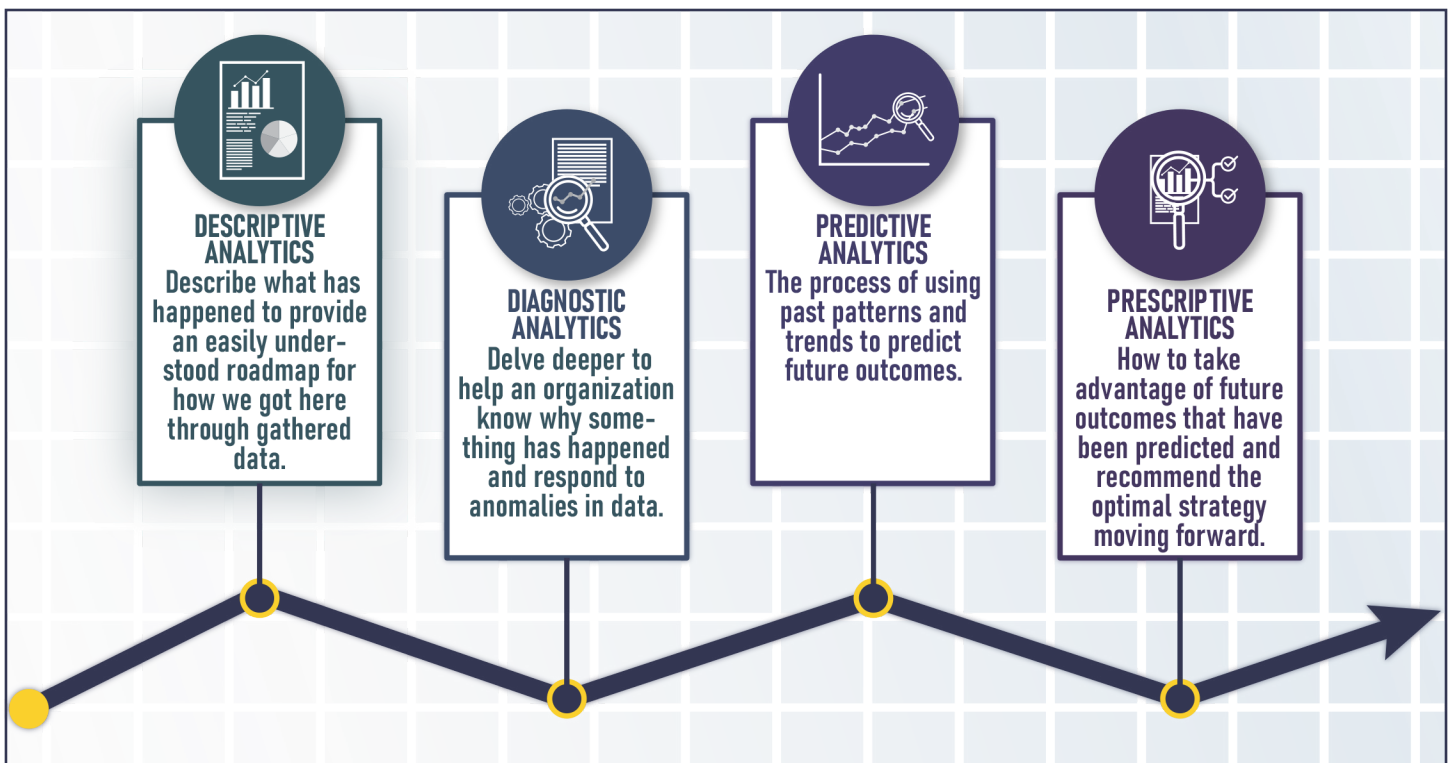 DESCRIPTIVE
ANALYTICS
Describe what has
happened to provide
an easily under-
stood roadmap for
how we got here
through gathered
data.
DIAGNOSTIC
ANALYTICS
Delve deeper to
help an organization
know why some-
thing has happened
and respond to
anomalies in data.
PREDICTIVE
ANALYTICS
The process of using
past patterns and
trends to predict
future outcomes.
PRESCRIPTIVE
ANALYTICS
How to take
advantage of future
outcomes that have
been predicted and
recommend the
optimal strategy
moving forward.